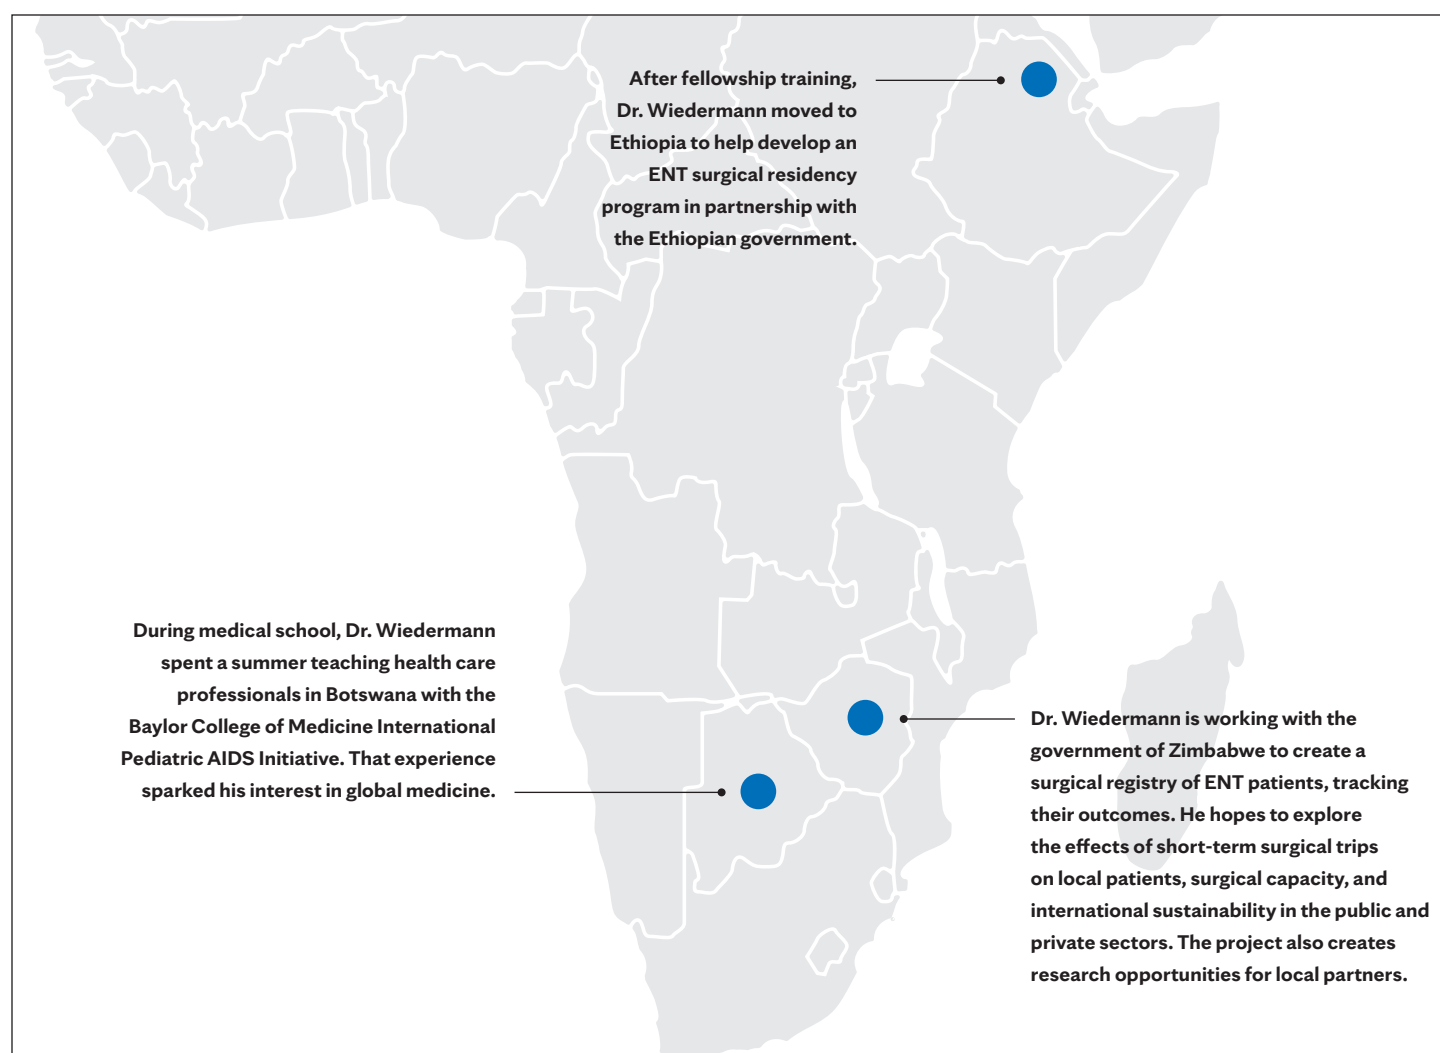 After fellowship training,
Dr. Wiedermann moved to
Ethiopia to help develop an
ENT surgical residency
program in partnership with
the Ethiopian government.
During medical school, Dr. Wiedermann
spent a summer teaching health care
professionals in Botswana with the
Baylor College of Medicine International
Pediatric AIDS Initiative. That experience
sparked his interest in global medicine.
Dr. Wiedermann is working with the
government of Zimbabwe to create a
surgical registry of ENT patients, tracking
their outcomes. He hopes to explore
the effects of short-term surgical trips
on local patients, surgical capacity, and
international sustainability in the public and
private sectors. The project also creates
research opportunities for local partners.